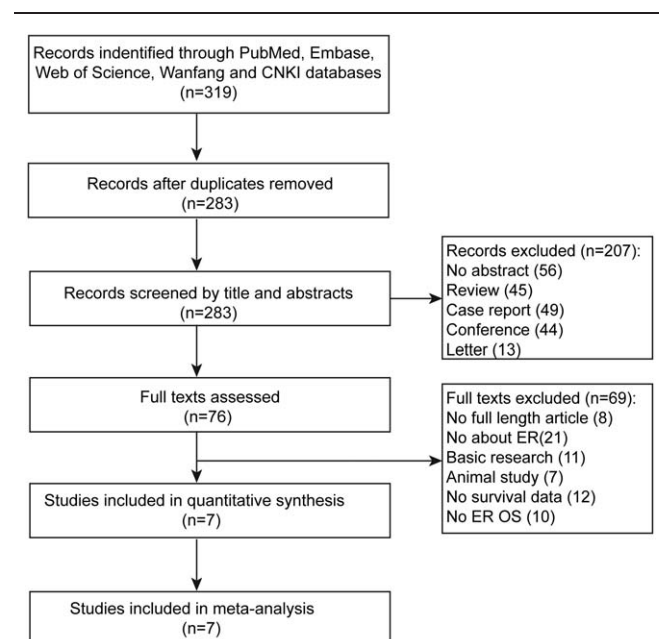 Records indentified through PubMed, Embase,
Web of Science, Wanfang and CNKI databases
(n=319)
Records after duplicates removed
(n=283)
Records screened by title and abstracts
(n=283)
Records excluded (n=207):
No abstract (56)
Review (45)
Case report (49)
Conference (44)
Letter (13)
Full texts assessed
(n=76)
Full texts excluded (n=69):
No full length article (8)
No about ER(21)
Basic research (11)
Animal study (7)
No survival data (12)
No ER OS (10)
Studies included in quantitative synthesis
(n=7)
Studies included in meta-analysis
(n=7)